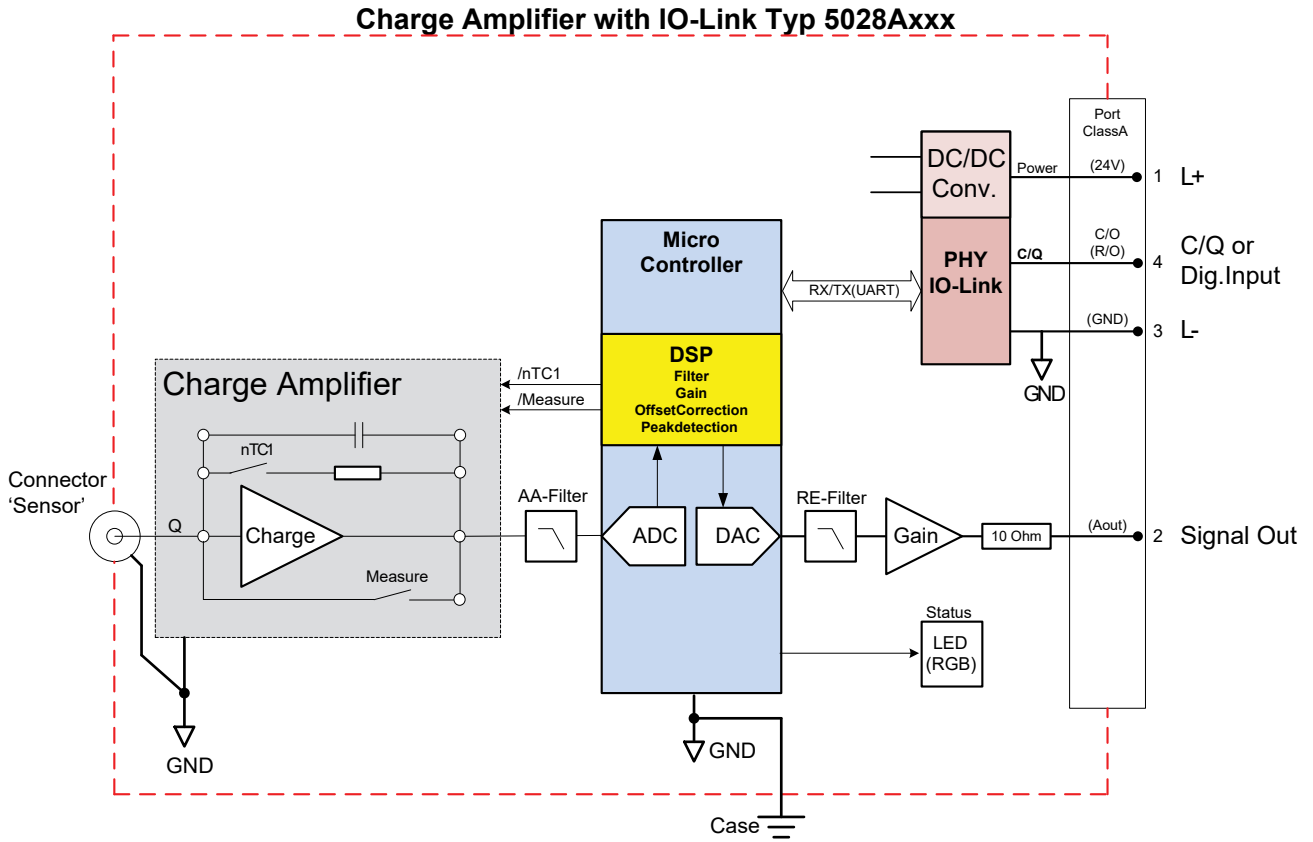 Charge Amplifier with IO-Link Typ 5028Axxx
Port
ClassA
DC/DC
Conv.
Power
(24V)
1 L+
Micro
Controller
RX/TX(UART)
PHY
IO-Link
C/Q
C/O
(R/O)
4
C/Q or
Dig.Input
(GND)
3 L-
GND
DSP
Filter
Gain
OffsetCorrection
Peakdetection
/nTC1
/Measure
Charge Amplifier
nTC1
Connector
'Sensor'
Q
Charge
Measure
AA-Filter
ADC
DAC
RE-Filter
Gain
10 Ohm
(Aout)
2 Signal Out
Status
LED
(RGB)
GND
GND
Case